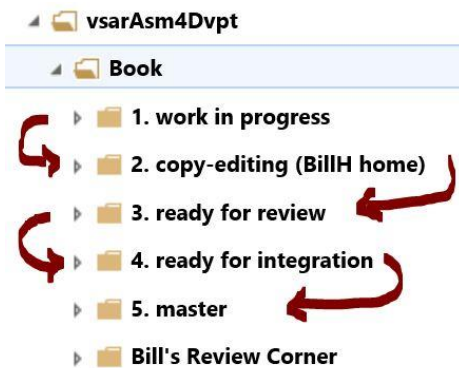 vsarAsm4Dvpt
Book
1. work in progress
2. copy-editing (BillH home)
3. ready for review
4. ready for integration
5. master
Bill's Review Corner